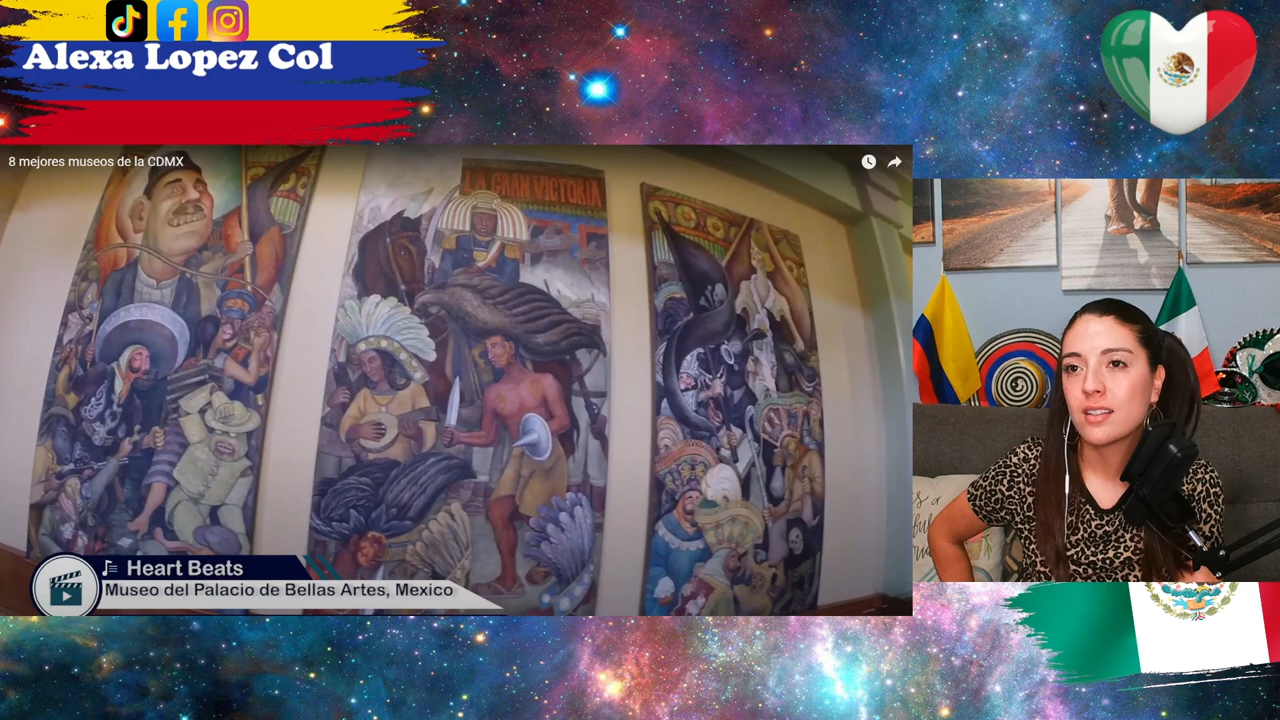 Alexa Lopez Col
8 mejores museos de la CDMX
LA GRAN VICTORIA
Heart Beats
Museo del Palacio de Bellas Artes, Mexico